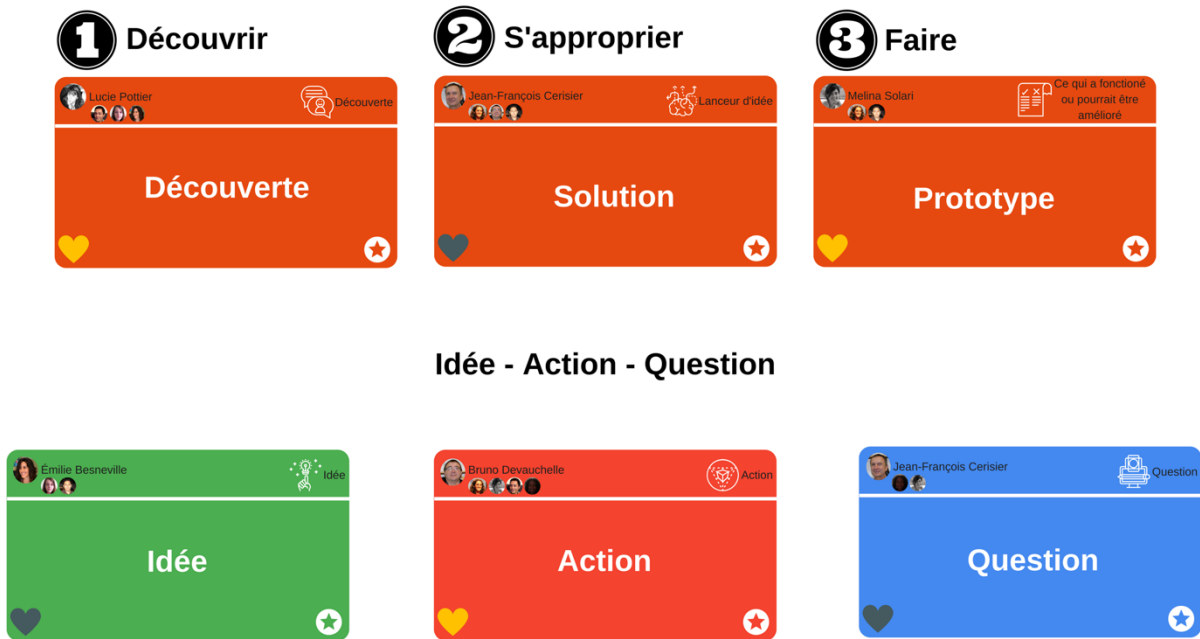 1 Découvrir
2 S'approprier
3 Faire
Lucie Pottier
Découverte
Découverte
Jean-François Cerisier
Lanceur d'idée
Solution
Melina Solari
Ce qui a fonctioné
ou pourrait être
amélioré
Prototype
Idée - Action - Question
Émilie Besneville
Idée
Idée
Bruno Devauchelle
Action
Action
Jean-François Cerisier
Question
Question